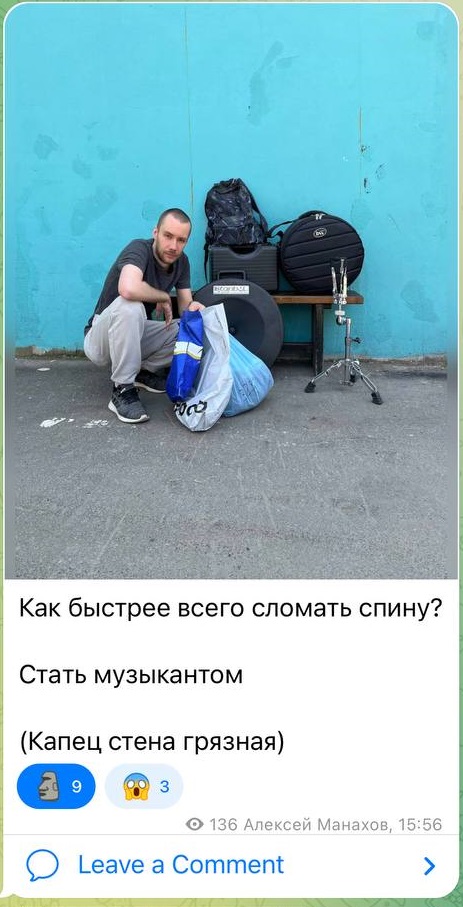 Как быстрее всего сломать спину?
Стать музыкантом
(Капец стена грязная)
9
3
136 Алексей Манахов, 15:56
Leave a Comment